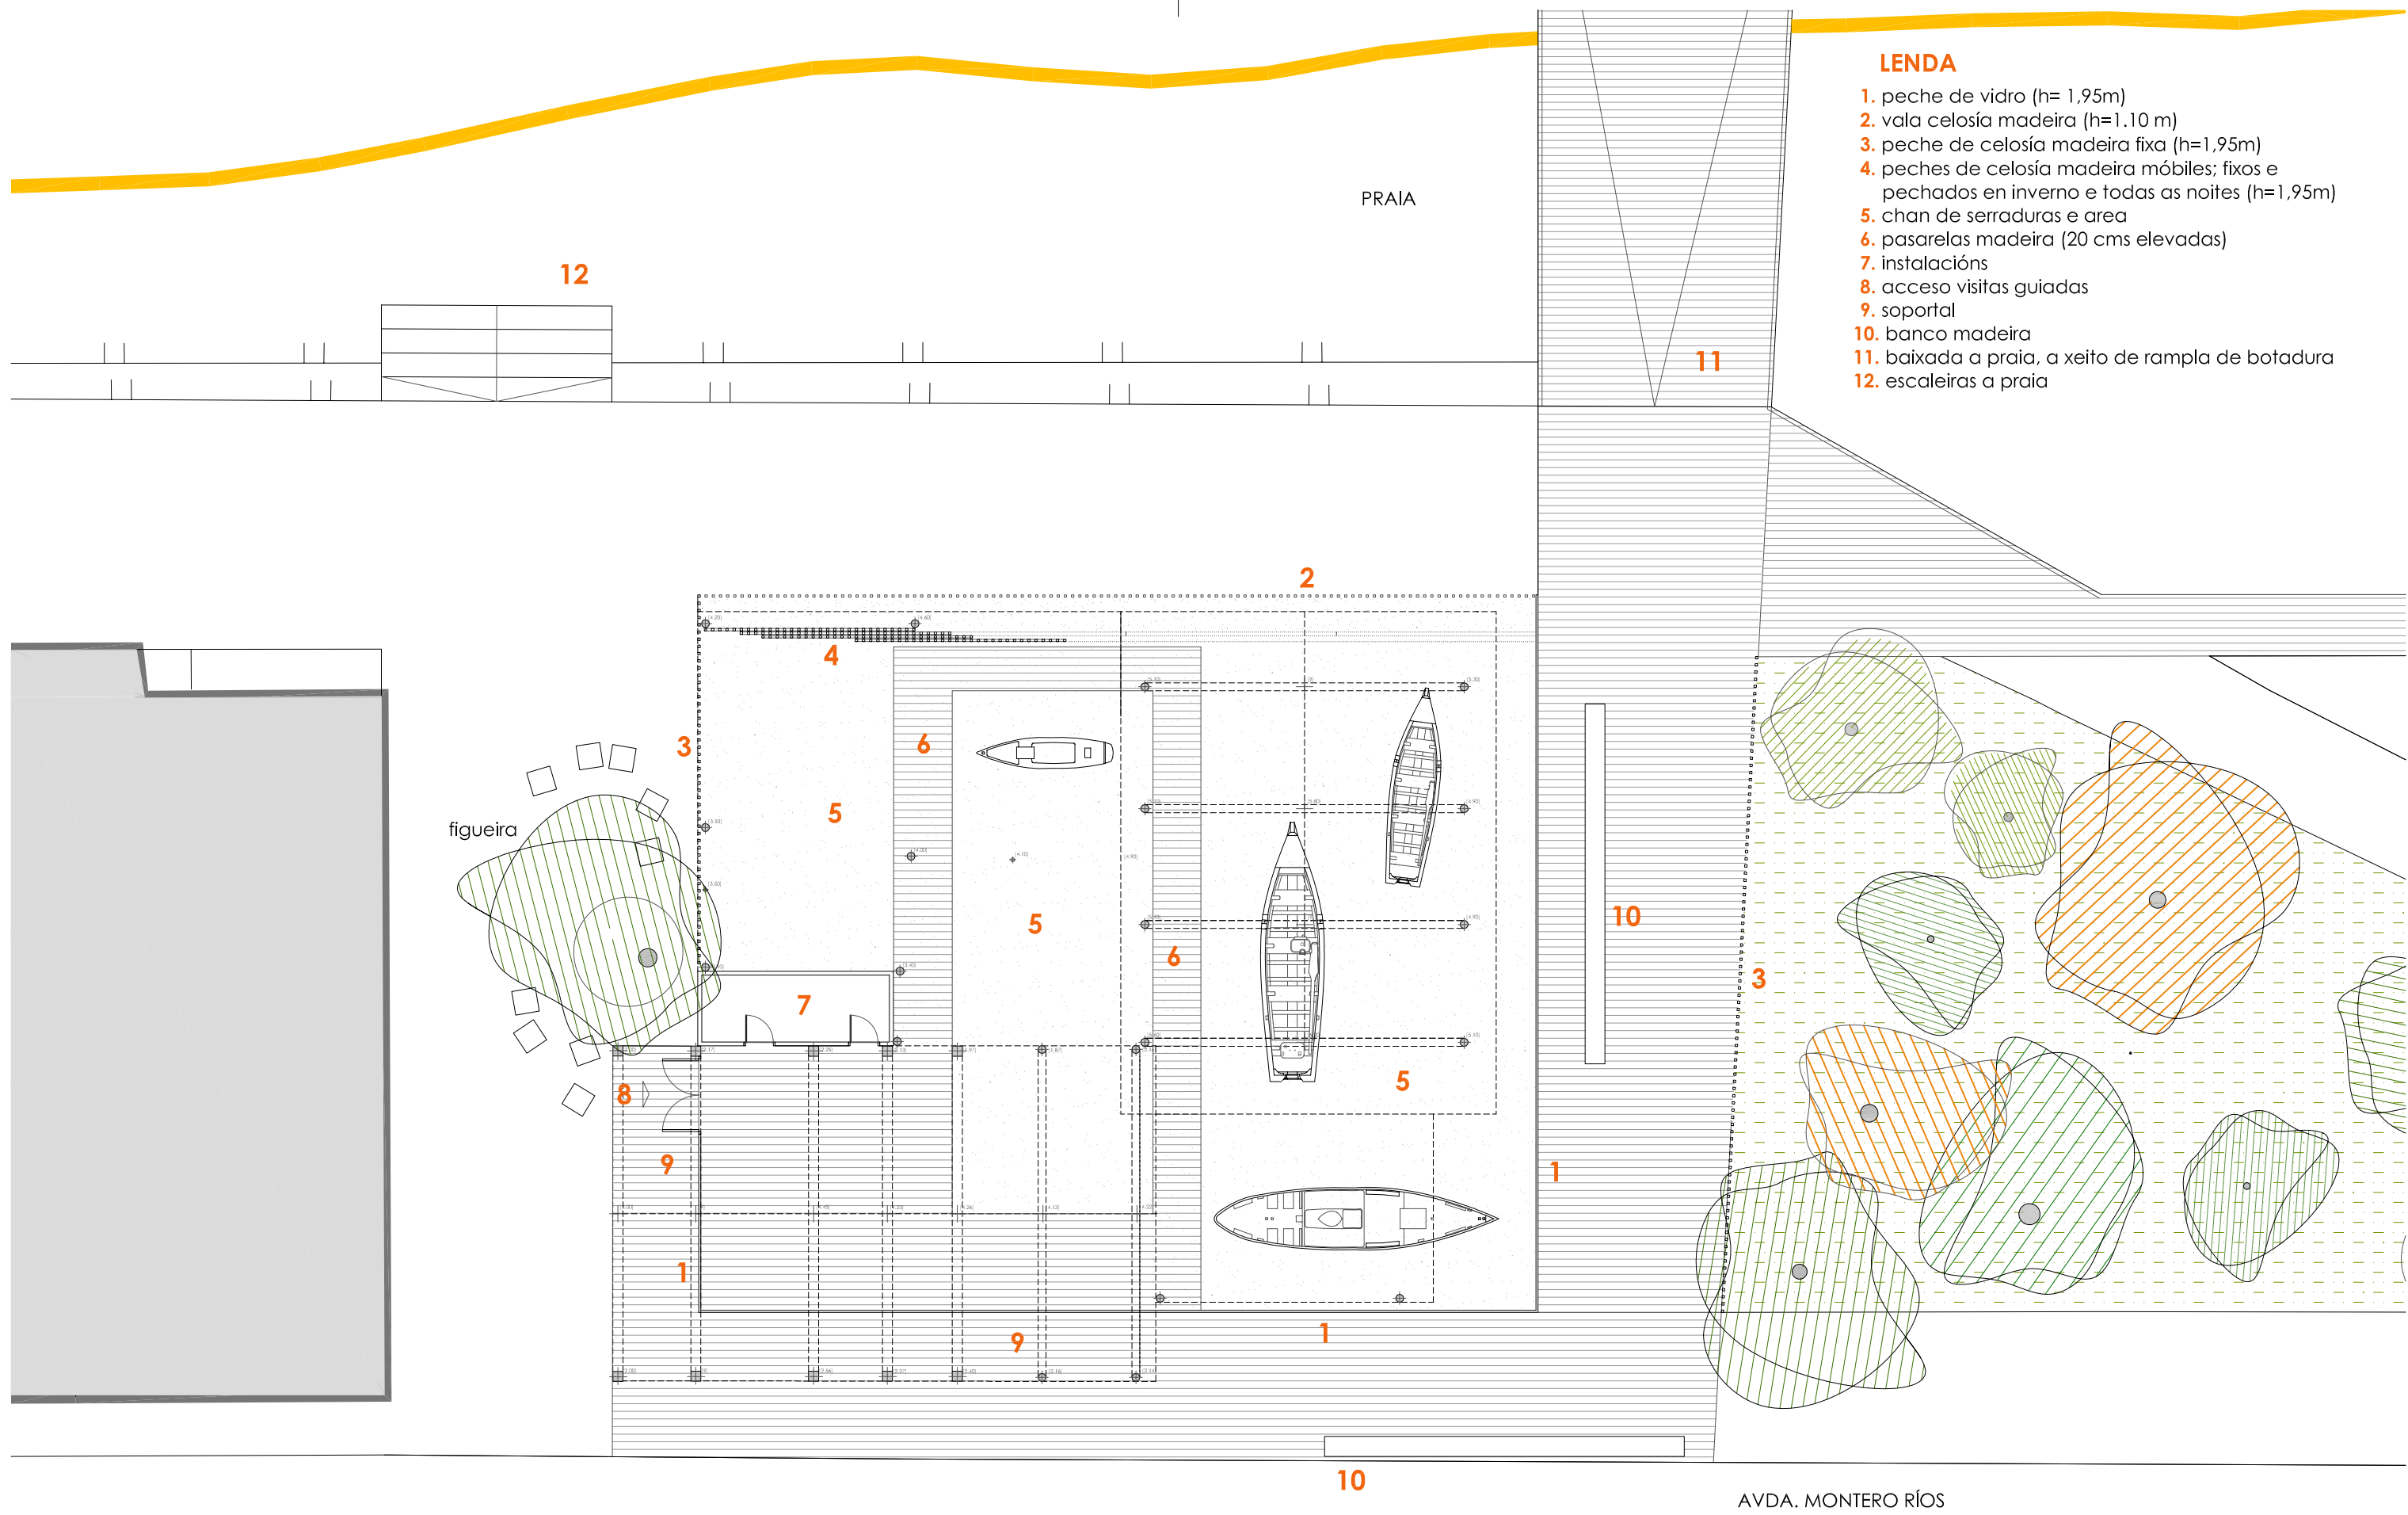 LENDA
1. peche de vidro (h= 1,95m)
2. vala celosía madeira (h=1.10 m)
3. peche de celosía madeira fixa (h=1,95m)
4. peches de celosía madeira móbiles; fixos e
pechados en inverno e todas as noites (h=1,95m)
5. chan de serraduras e area
6. pasarelas madeira (20 cms elevadas)
7. instalacións
8. acceso visitas guiadas
9. soportal
10. banco madeira
11. baixada a praia, a xeito de rampla de botadura
12. escaleiras a praia
PRAIA
12
11
2
4
3
6
5
figueira
5
10
6
3
7
5
8
9
1
1
9
1
10
AVDA. MONTERO RÍOS